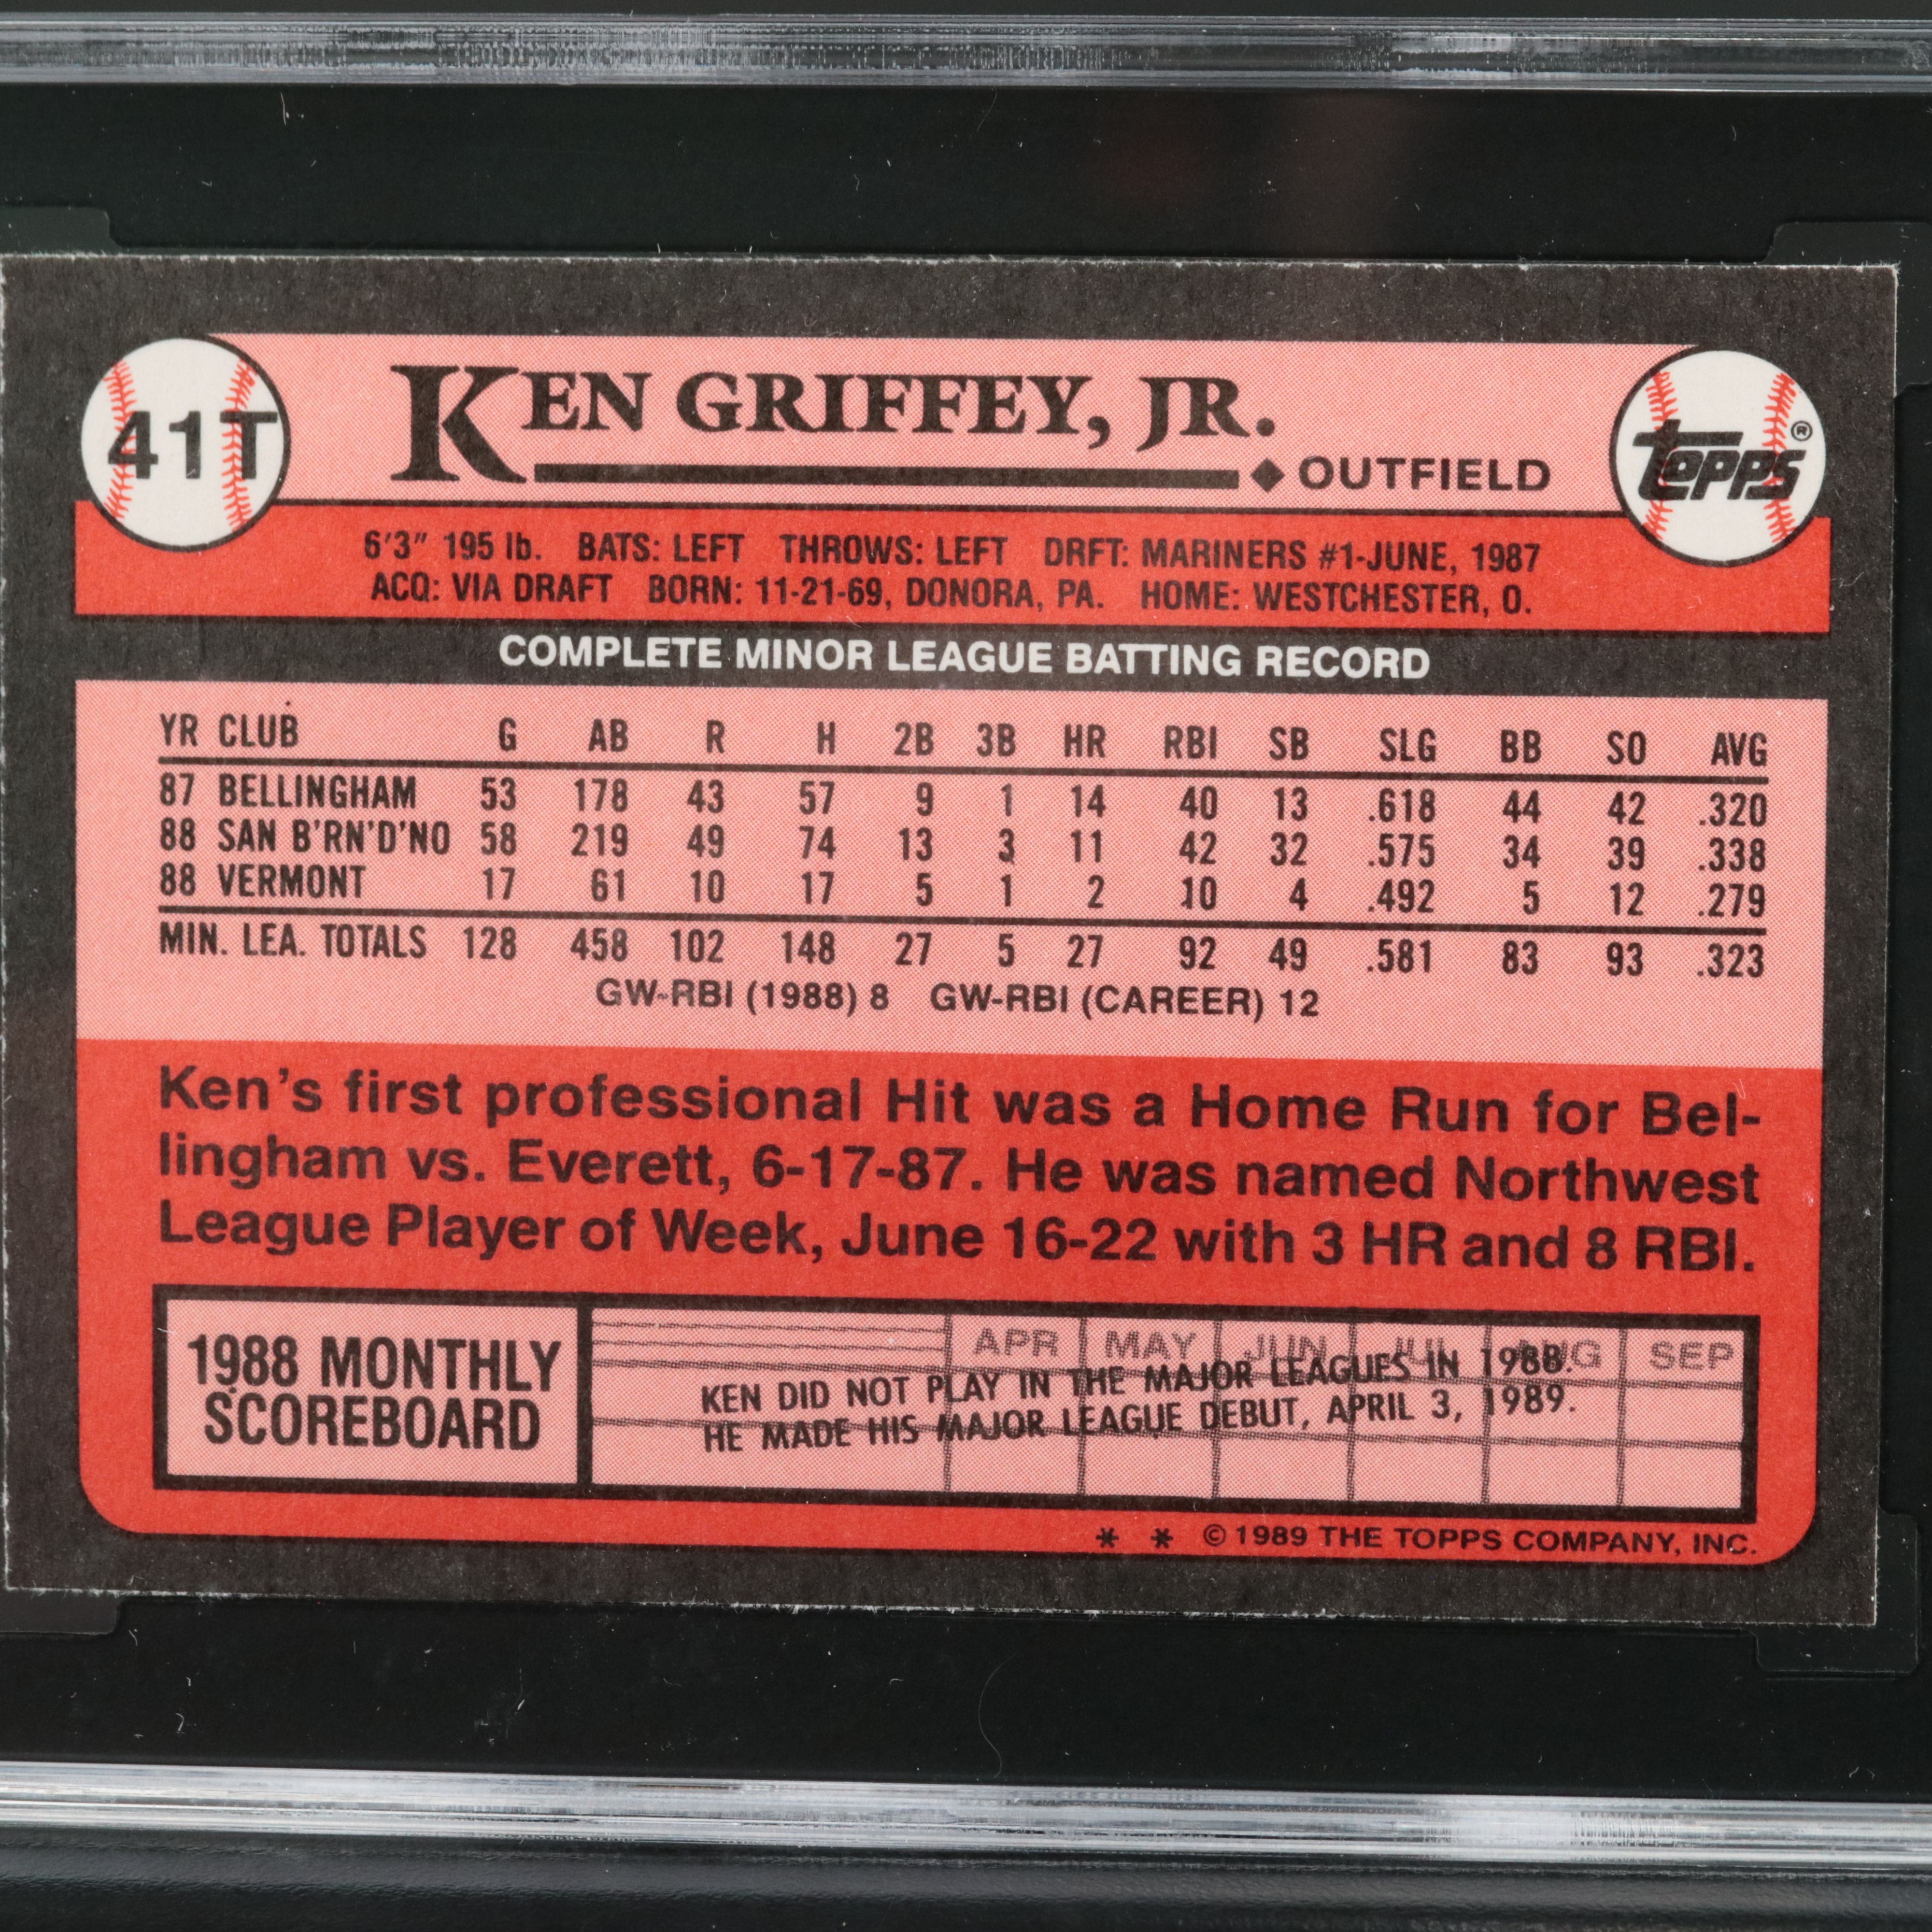 41T
KEN GRIFFEY, JR.
◆ OUTFIELD
topps®
6'3" 195 lb. BATS: LEFT THROWS: LEFT DRFT: MARINERS #1-JUNE, 1987
ACQ: VIA DRAFT BORN: 11-21-69, DONORA, PA. HOME: WESTCHESTER, O.
COMPLETE MINOR LEAGUE BATTING RECORD
YR CLUB G AB R H 2B 3B HR RBI SB SLG BB SO AVG
87 BELLINGHAM 53 178 43 57 9 1 14 40 13 .618 44 42 .320
88 SAN B'RN'D'NO 58 219 49 74 13 3 11 42 32 .575 34 39 .338
88 VERMONT 17 61 10 17 5 1 2 10 4 .492 5 12 .279
MIN. LEA. TOTALS 128 458 102 148 27 5 27 92 49 .581 83 93 .323
GW-RBI (1988) 8 GW-RBI (CAREER) 12
Ken's first professional Hit was a Home Run for Bel-
lingham vs. Everett, 6-17-87. He was named Northwest
League Player of Week, June 16-22 with 3 HR and 8 RBI.
1988 MONTHLY
SCOREBOARD
APR MAY JUN JUL AUG SEP
KEN DID NOT PLAY IN THE MAJOR LEAGUES IN 1988.
HE MADE HIS MAJOR LEAGUE DEBUT, APRIL 3, 1989.
* * © 1989 THE TOPPS COMPANY, INC.